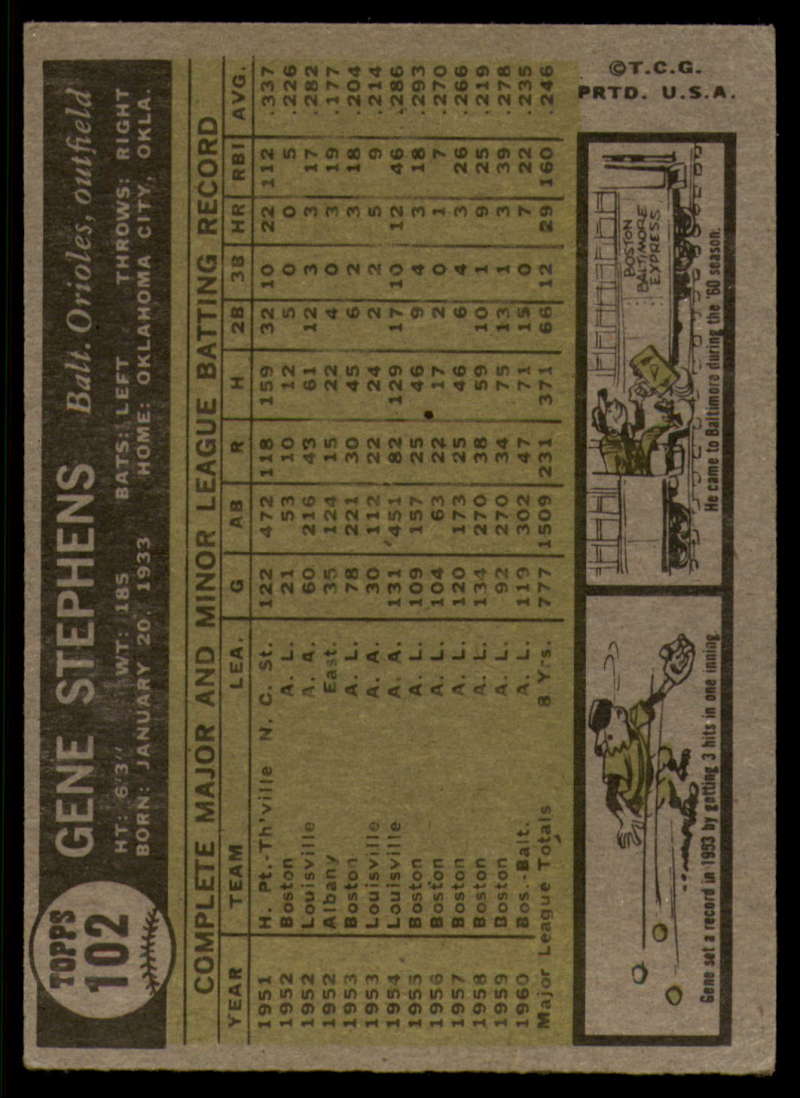 TOPPS
102
GENE STEPHENS Balt. Orioles, outfield
HT: 6'3" WT: 185 BATS: LEFT THROWS: RIGHT
BORN: JANUARY 20, 1933 HOME: OKLAHOMA CITY, OKLA.
COMPLETE MAJOR AND MINOR LEAGUE BATTING RECORD
YEAR TEAM LEA. G AB R H 2B 3B HR RBI AVG.
1951 H. Pt.-Th'ville N. C. St. 122 472 118 159 32 10 22 112 .337
1952 Boston A. L. 21 53 10 12 5 0 0 5 .226
1952 Louisville A. A. 60 216 43 61 12 3 3 17 .282
1952 Albany East. 35 124 15 22 4 0 3 19 .177
1953 Boston A. L. 78 221 30 45 6 2 3 18 .204
1953 Louisville A. A. 30 112 22 24 2 2 5 9 .214
1954 Louisville A. A. 131 451 82 129 17 10 12 46 .286
1955 Boston A. L. 109 157 25 46 9 4 3 18 .293
1956 Boston A. L. 104 63 22 17 2 0 1 7 .270
1957 Boston A. L. 120 173 25 46 6 4 3 26 .266
1958 Boston A. L. 134 270 38 59 10 1 9 25 .219
1959 Boston A. L. 92 270 34 75 13 1 3 39 .278
1960 Bos.-Balt. A. L. 119 302 47 71 15 0 7 22 .235
Major League Totals 8 Yrs. 777 1509 231 371 66 12 29 160 .246
Gene set a record in 1953 by getting 3 hits in one inning.
BOSTON
BALTIMORE
EXPRESS
He came to Baltimore during the '60 season.
©T.C.G.
PRTD. U.S.A.